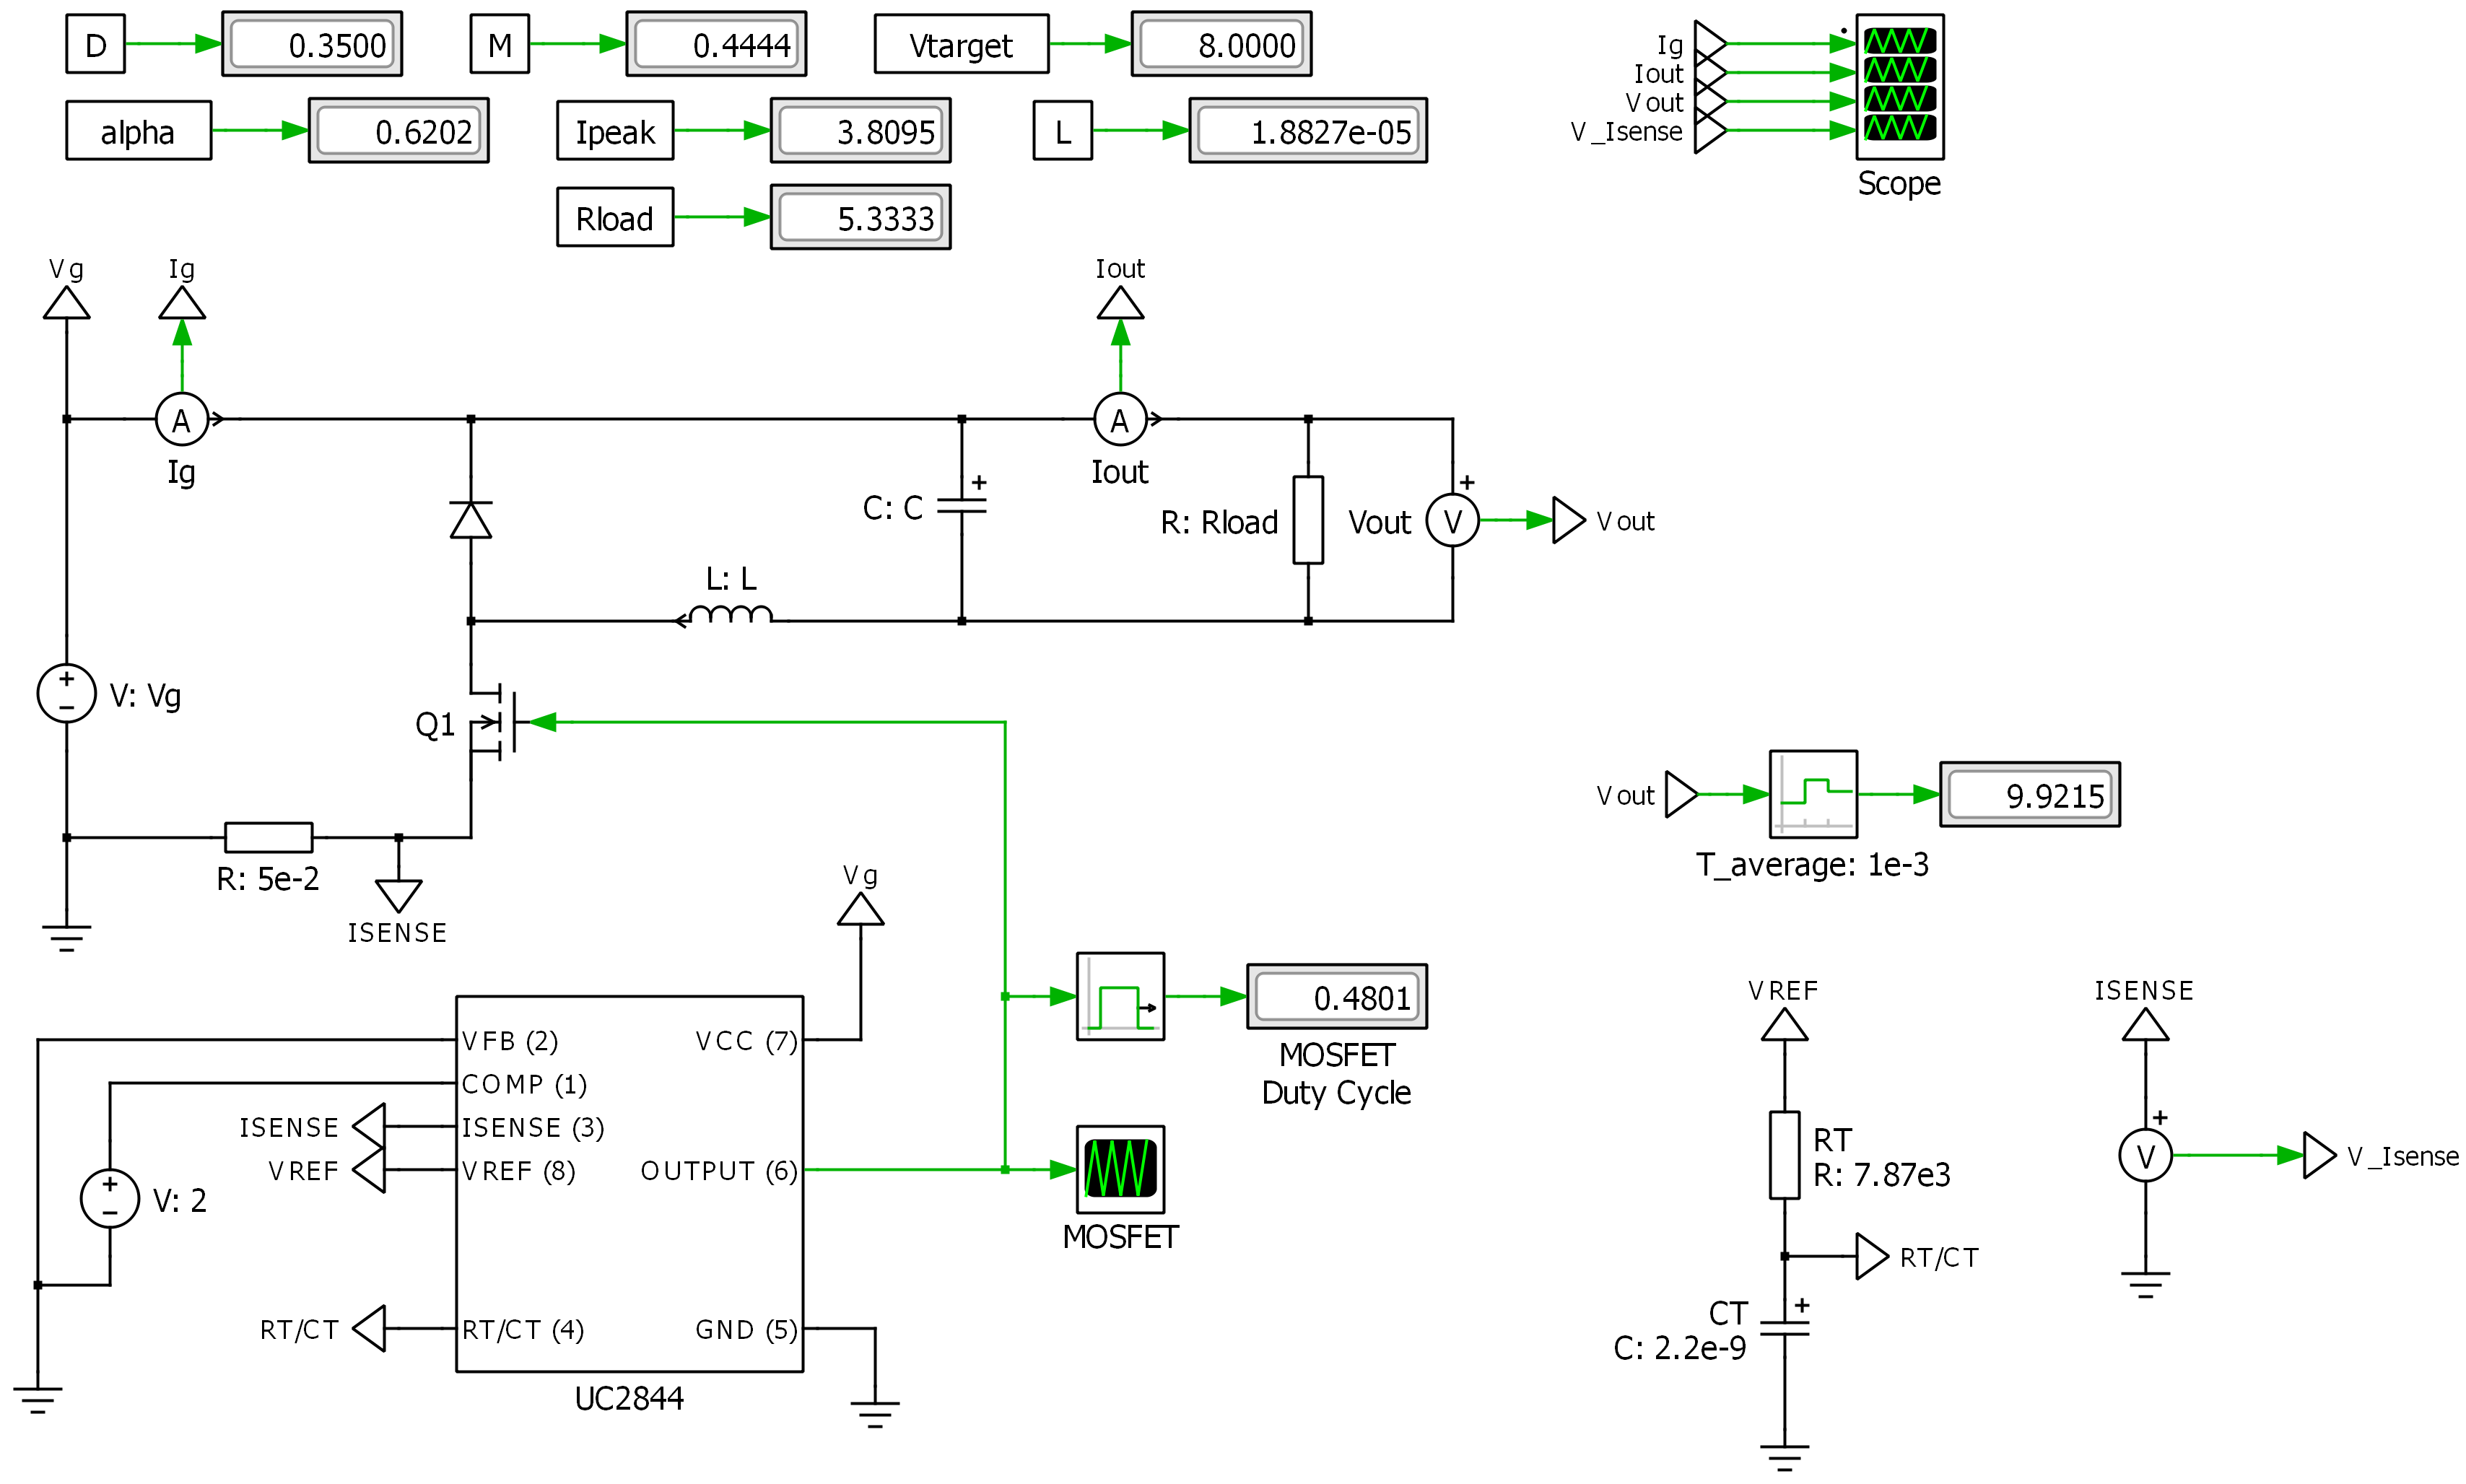 D
0.3500
M
0.4444
Vtarget
8.0000
alpha
0.6202
Ipeak
3.8095
L
1.8827e-05
Rload
5.3333
Ig
Iout
Vout
V_Isense
Scope
Vg
Ig
Iout
A
Ig
A
Iout
+
C: C
R: Rload
+
Vout
V
Vout
L: L
+
−
V: Vg
Q1
R: 5e-2
ISENSE
Vout
9.9215
T_average: 1e-3
Vg
0.4801
MOSFET
Duty Cycle
MOSFET
VFB (2)
VCC (7)
COMP (1)
ISENSE
ISENSE (3)
VREF
VREF (8)
OUTPUT (6)
+
−
V: 2
RT/CT
RT/CT (4)
GND (5)
UC2844
VREF
RT
R: 7.87e3
RT/CT
CT
+
C: 2.2e-9
ISENSE
+
V
V_Isense